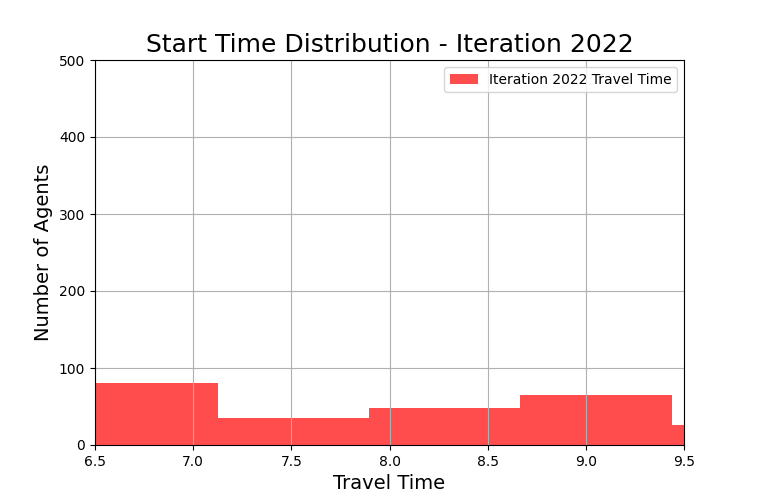 Start Time Distribution - Iteration 2022
Iteration 2022 Travel Time
Number of Agents
500
400
300
200
100
0
6.5 7.0 7.5 8.0 8.5 9.0 9.5
Travel Time